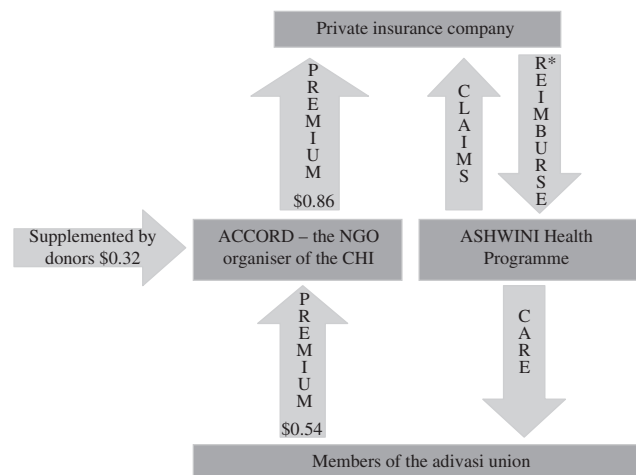 Private insurance company
PREMIUM
$0.86
CLAIMS
REIMBURSE*
Supplemented by
donors $0.32
ACCORD – the NGO
organiser of the CHI
ASHWINI Health
Programme
PREMIUM
$0.54
CARE
Members of the adivasi union